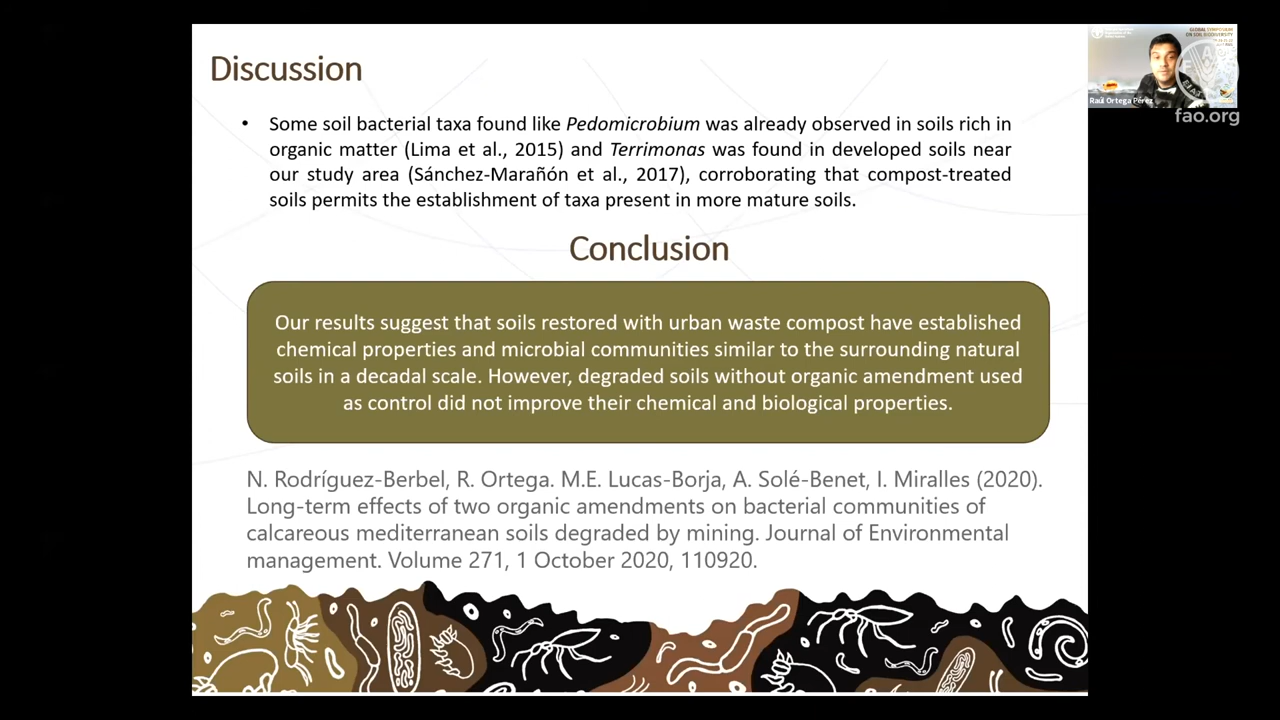 Discussion
• Some soil bacterial taxa found like Pedomicrobium was already observed in soils rich in
organic matter (Lima et al., 2015) and Terrimonas was found in developed soils near
our study area (Sánchez-Marañón et al., 2017), corroborating that compost-treated
soils permits the establishment of taxa present in more mature soils.
Conclusion
Our results suggest that soils restored with urban waste compost have established
chemical properties and microbial communities similar to the surrounding natural
soils in a decadal scale. However, degraded soils without organic amendment used
as control did not improve their chemical and biological properties.
N. Rodríguez-Berbel, R. Ortega. M.E. Lucas-Borja, A. Solé-Benet, I. Miralles (2020).
Long-term effects of two organic amendments on bacterial communities of
calcareous mediterranean soils degraded by mining. Journal of Environmental
management. Volume 271, 1 October 2020, 110920.
GLOBAL SYMPOSIUM
ON SOIL BIODIVERSITY
Raúl Ortega Pérez
fao.org